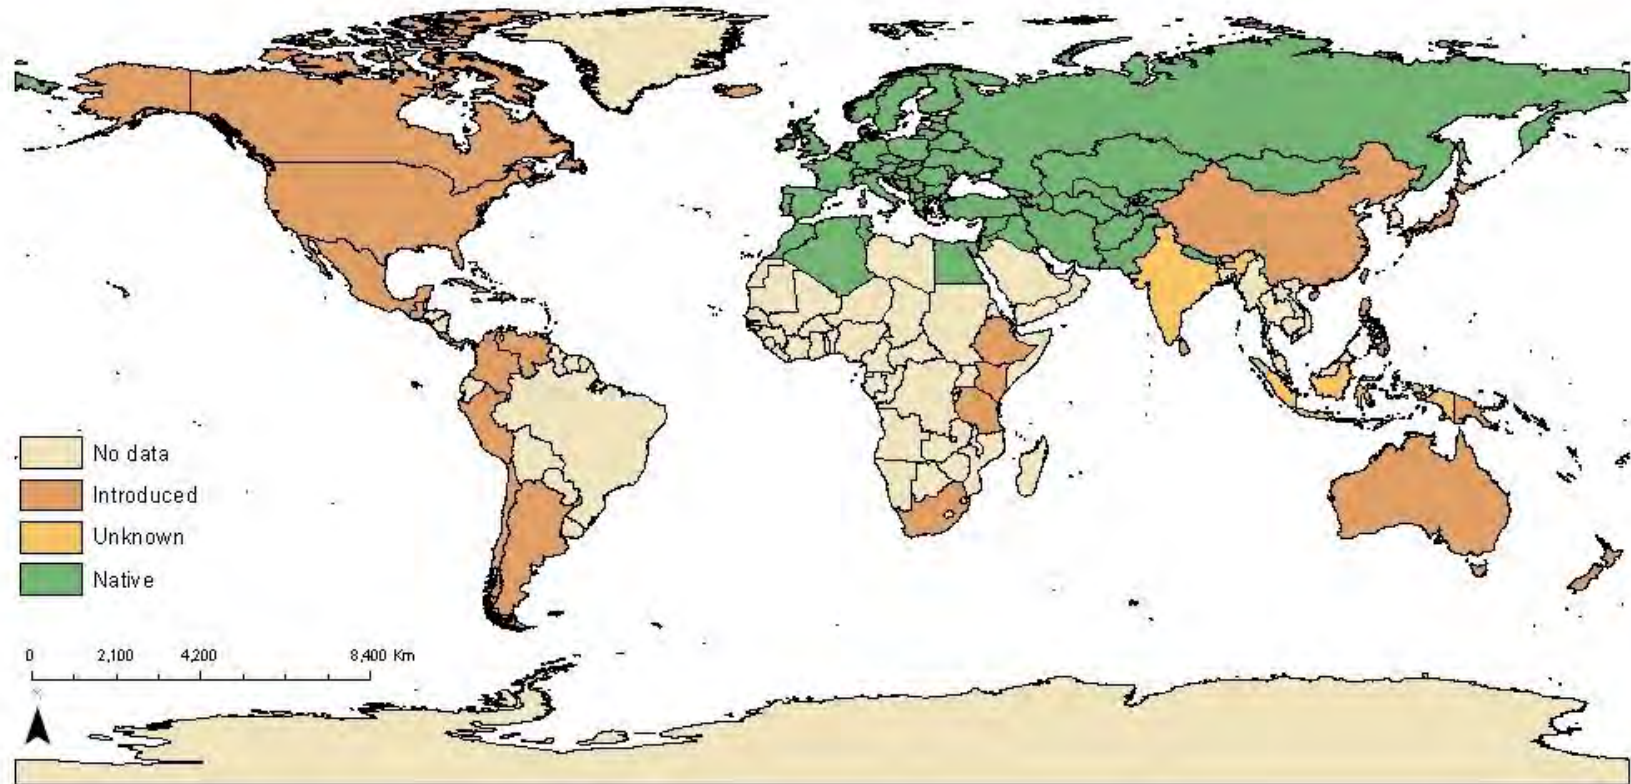 No data
Introduced
Unknown
Native
0 2,100 4,200 8,400 Km